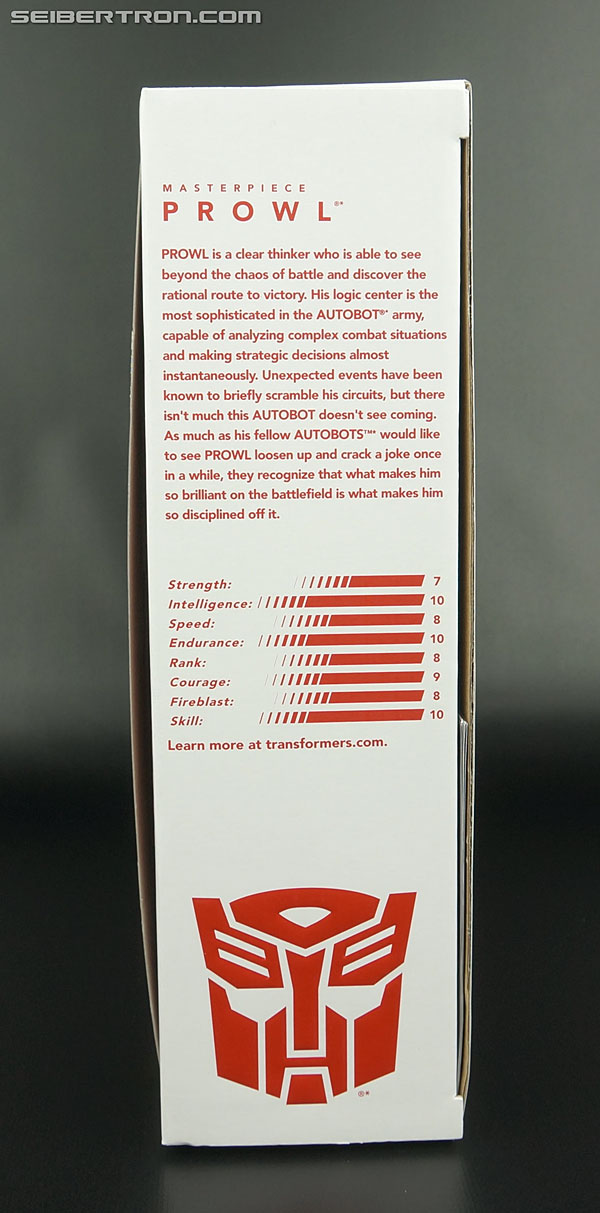 SEIBERTRON.COM
MASTERPIECE
PROWL®*
PROWL is a clear thinker who is able to see
beyond the chaos of battle and discover the
rational route to victory. His logic center is the
most sophisticated in the AUTOBOT®* army,
capable of analyzing complex combat situations
and making strategic decisions almost
instantaneously. Unexpected events have been
known to briefly scramble his circuits, but there
isn't much this AUTOBOT doesn't see coming.
As much as his fellow AUTOBOTS™* would like
to see PROWL loosen up and crack a joke once
in a while, they recognize that what makes him
so brilliant on the battlefield is what makes him
so disciplined off it.
Strength: 7
Intelligence: 10
Speed: 8
Endurance: 10
Rank: 8
Courage: 9
Fireblast: 8
Skill: 10
Learn more at transformers.com.
®*